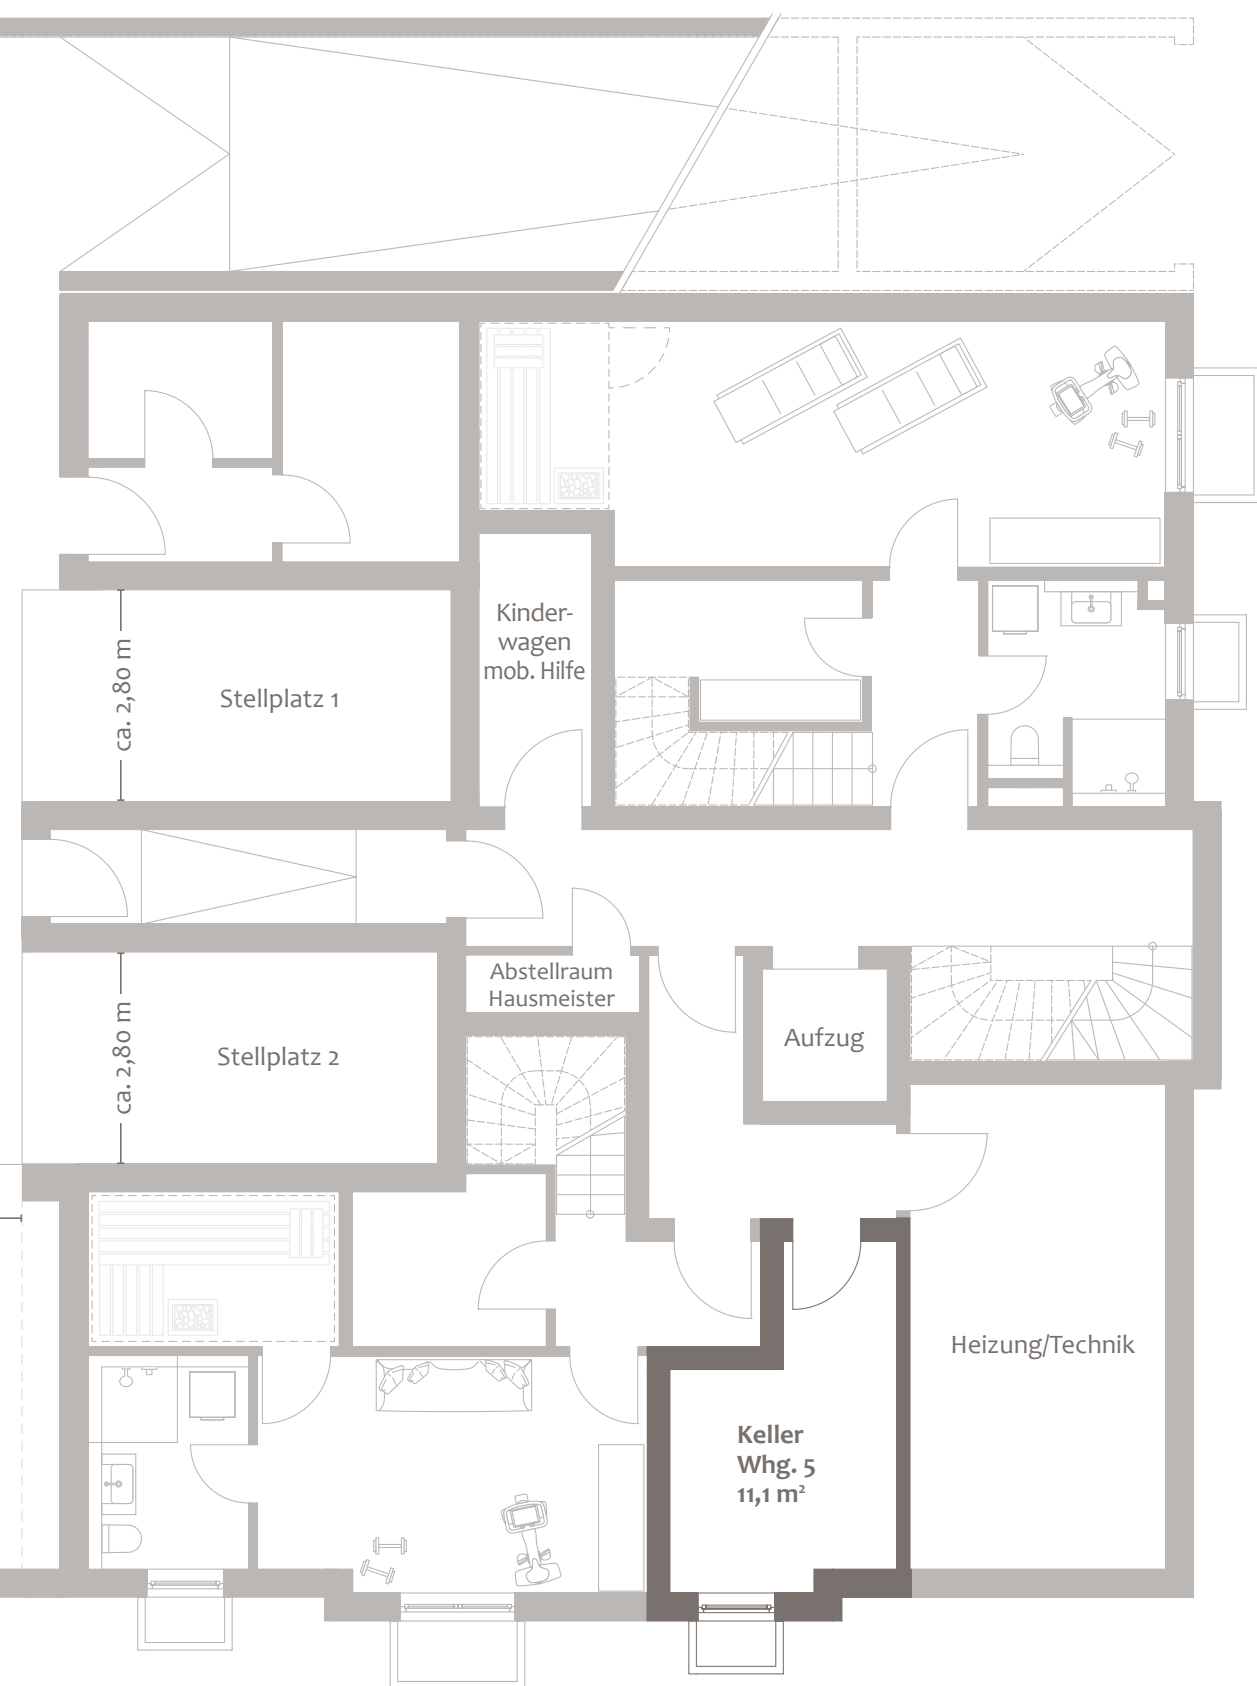 Kinder-
wagen
mob. Hilfe
ca. 2,80 m
Stellplatz 1
Abstellraum
Hausmeister
Aufzug
ca. 2,80 m
Stellplatz 2
Heizung/Technik
Keller
Whg. 5
11,1 m²